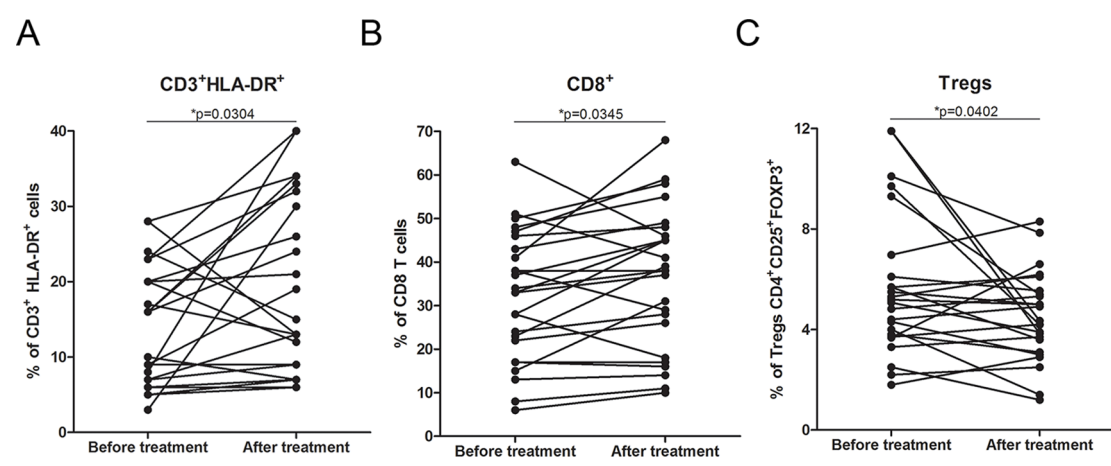 A
CD3+HLA-DR+
*p=0.0304
% of CD3+ HLA-DR+ cells
40
30
20
10
0
Before treatment After treatment
B
CD8+
*p=0.0345
% of CD8 T cells
70
60
50
40
30
20
10
0
Before treatment After treatment
C
Tregs
*p=0.0402
% of Tregs CD4+CD25+FOXP3+
12
8
4
0
Before treatment After treatment